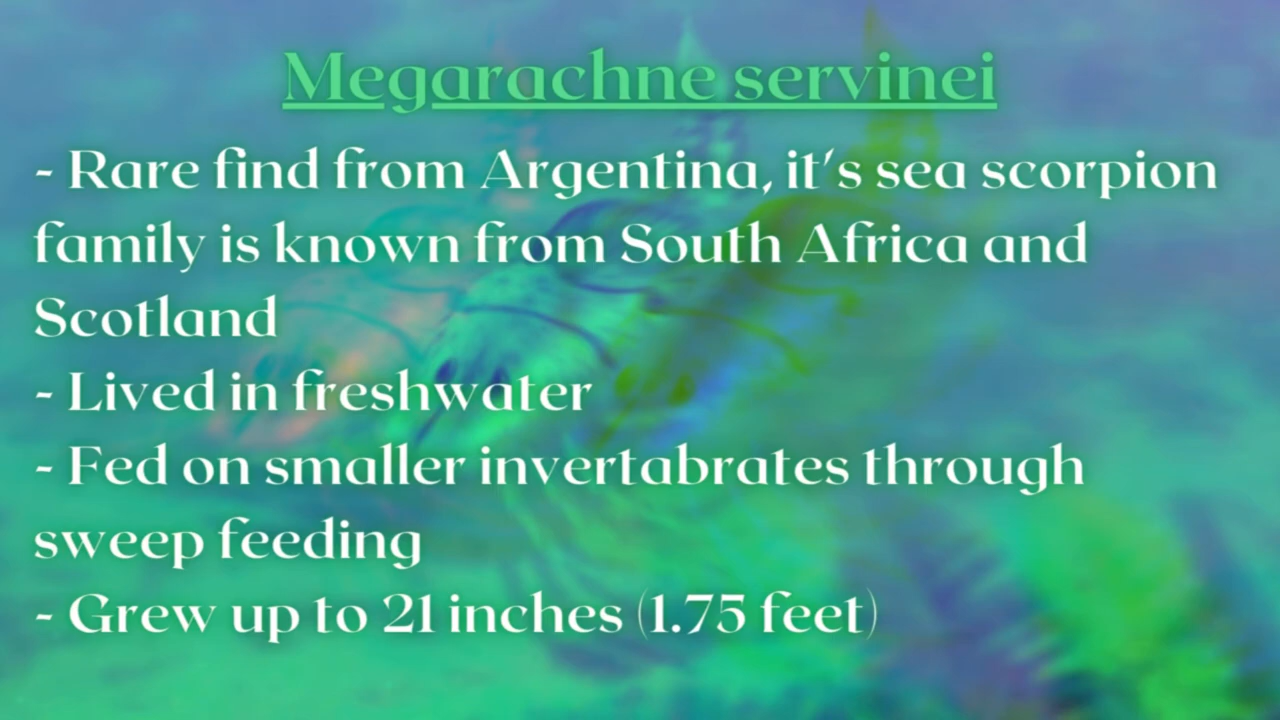 Megarachne servinei
- Rare find from Argentina, it's sea scorpion
family is known from South Africa and
Scotland
- Lived in freshwater
- Fed on smaller invertabrates through
sweep feeding
- Grew up to 21 inches (1.75 feet)